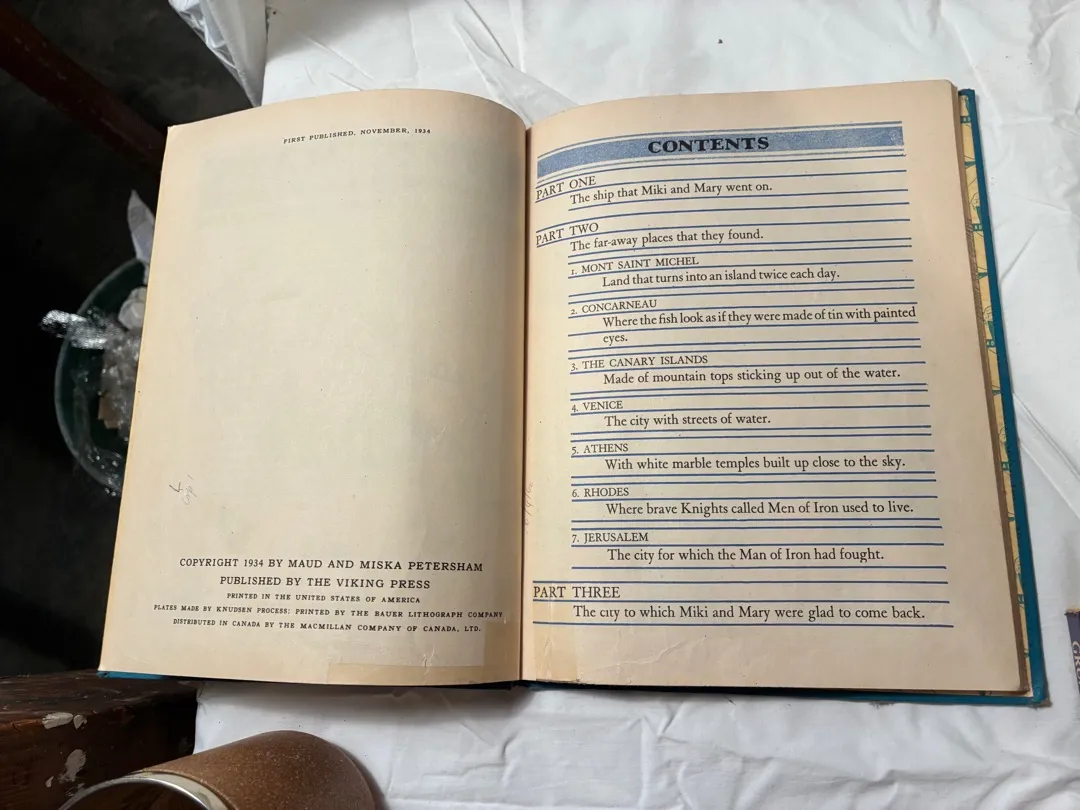 FIRST PUBLISHED, NOVEMBER, 1934
COPYRIGHT 1934 BY MAUD AND MISKA PETERSHAM
PUBLISHED BY THE VIKING PRESS
PRINTED IN THE UNITED STATES OF AMERICA
PLATES MADE BY KNUDSEN PROCESS: PRINTED BY THE BAUER LITHOGRAPH COMPANY
DISTRIBUTED IN CANADA BY THE MACMILLAN COMPANY OF CANADA, LTD.
CONTENTS
PART ONE
The ship that Miki and Mary went on.
PART TWO
The far-away places that they found.
1. MONT SAINT MICHEL
Land that turns into an island twice each day.
2. CONCARNEAU
Where the fish look as if they were made of tin with painted
eyes.
3. THE CANARY ISLANDS
Made of mountain tops sticking up out of the water.
4. VENICE
The city with streets of water.
5. ATHENS
With white marble temples built up close to the sky.
6. RHODES
Where brave Knights called Men of Iron used to live.
7. JERUSALEM
The city for which the Man of Iron had fought.
PART THREE
The city to which Miki and Mary were glad to come back.